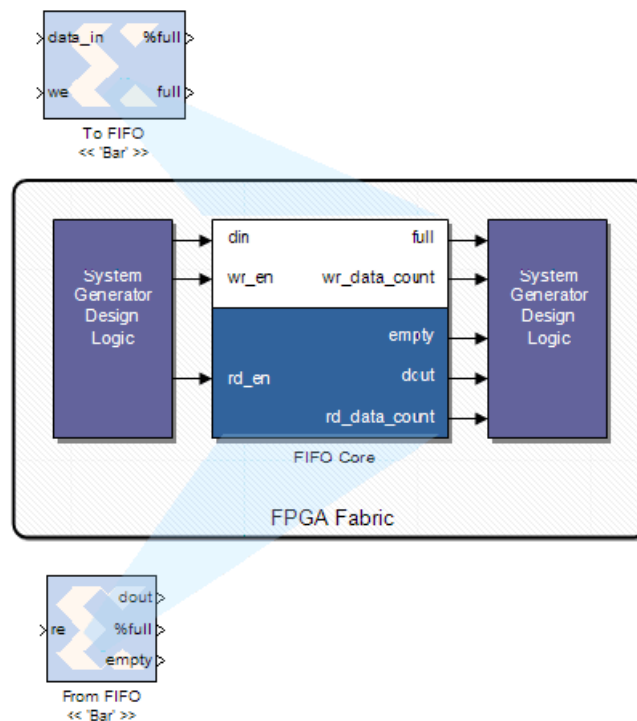 data_in %full
we full
To FIFO
<< 'Bar' >>
System
Generator
Design
Logic
din full
wr_en wr_data_count
empty
rd_en dout
rd_data_count
System
Generator
Design
Logic
FIFO Core
FPGA Fabric
dout
re %full
empty
From FIFO
<< 'Bar' >>